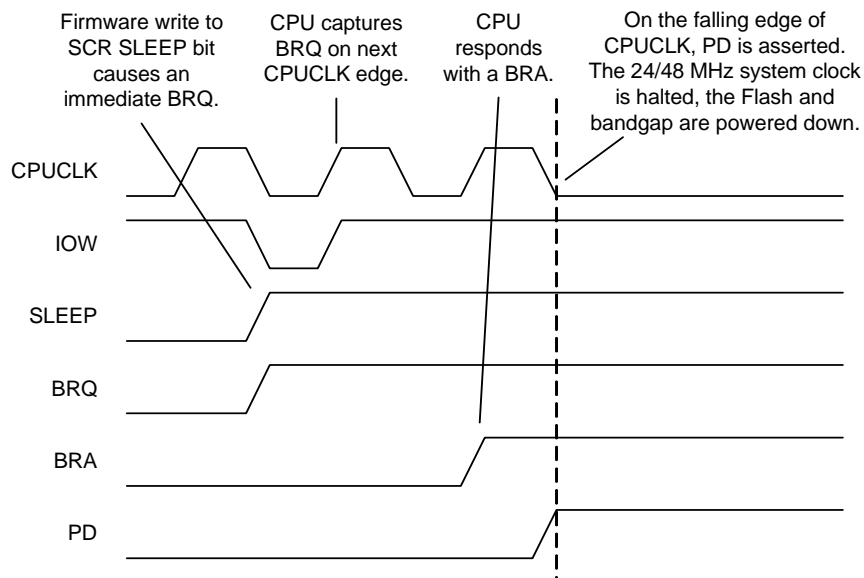 Firmware write to
SCR SLEEP bit
causes an
immediate BRQ.
CPU captures
BRQ on next
CPUCLK edge.
CPU
responds
with a BRA.
On the falling edge of
CPUCLK, PD is asserted.
The 24/48 MHz system clock
is halted, the Flash and
bandgap are powered down.
CPUCLK
IOW
SLEEP
BRQ
BRA
PD